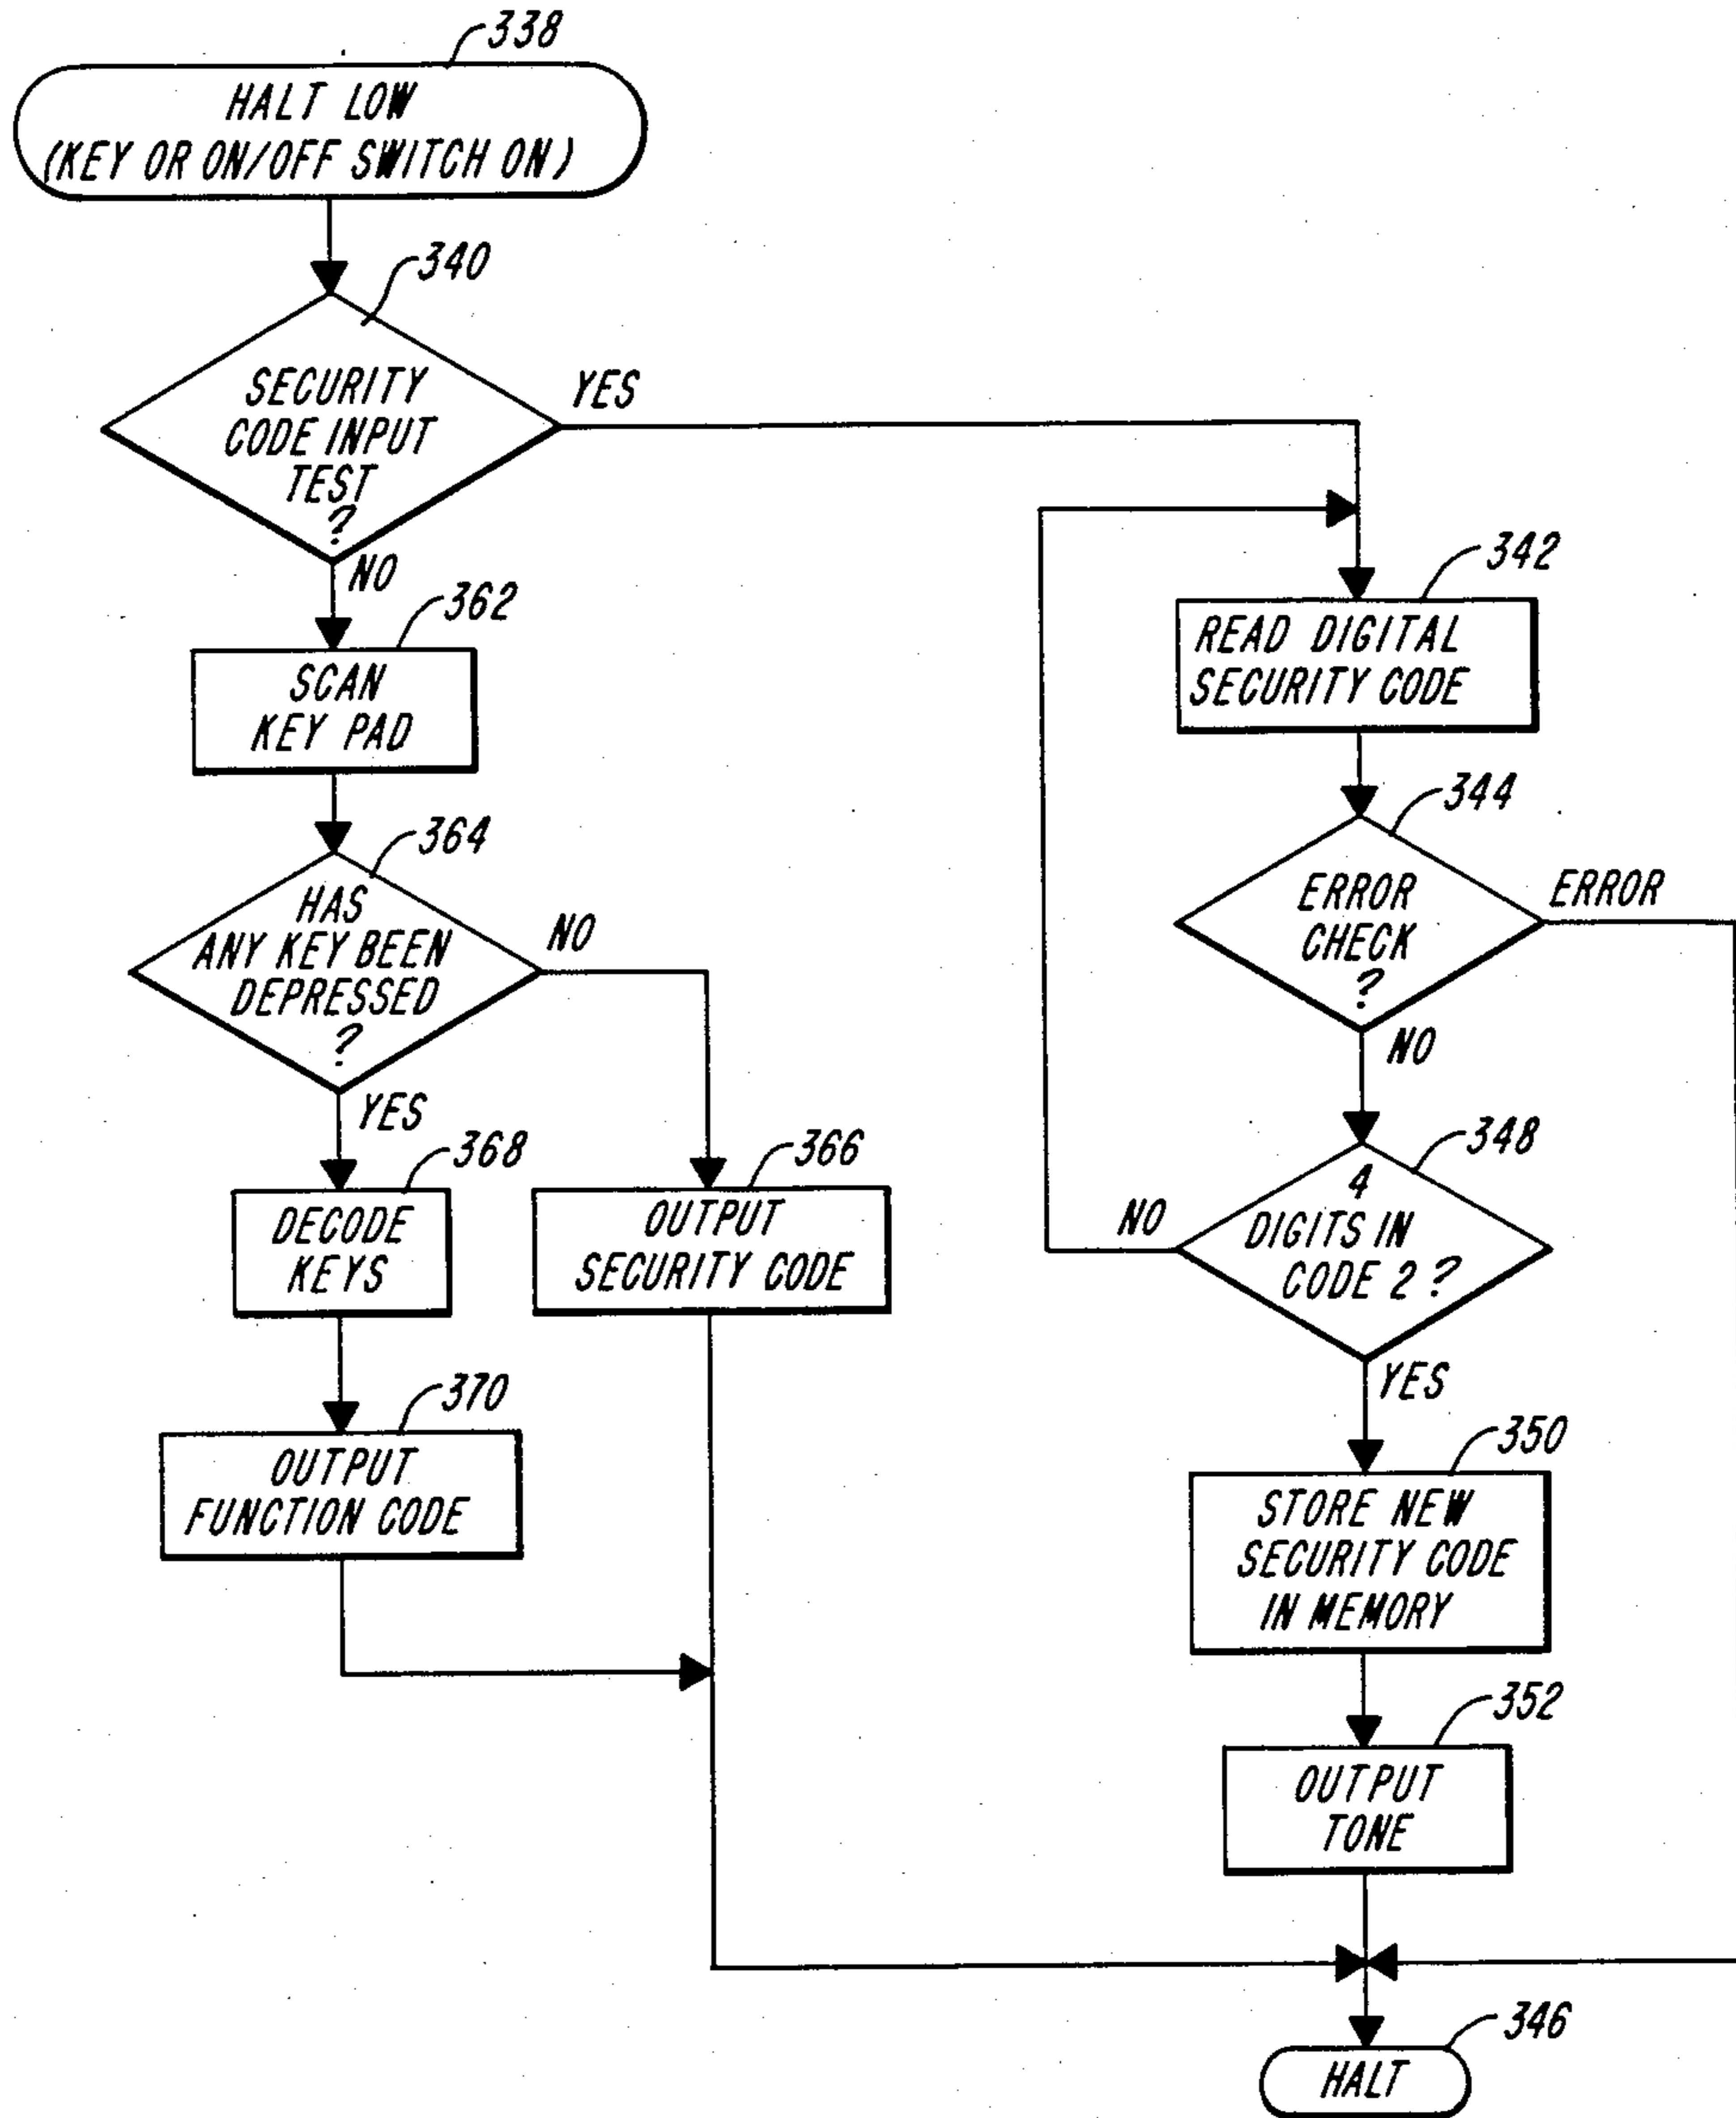 338
HALT LOW
(KEY OR ON/OFF SWITCH ON)
340
SECURITY
CODE INPUT
TEST
?
YES
NO
362
SCAN
KEY PAD
364
HAS
ANY KEY BEEN
DEPRESSED
?
NO
YES
368
DECODE
KEYS
366
OUTPUT
SECURITY CODE
370
OUTPUT
FUNCTION CODE
342
READ DIGITAL
SECURITY CODE
344
ERROR
CHECK
?
ERROR
NO
348
4
DIGITS IN
CODE 2 ?
NO
YES
350
STORE NEW
SECURITY CODE
IN MEMORY
352
OUTPUT
TONE
346
HALT